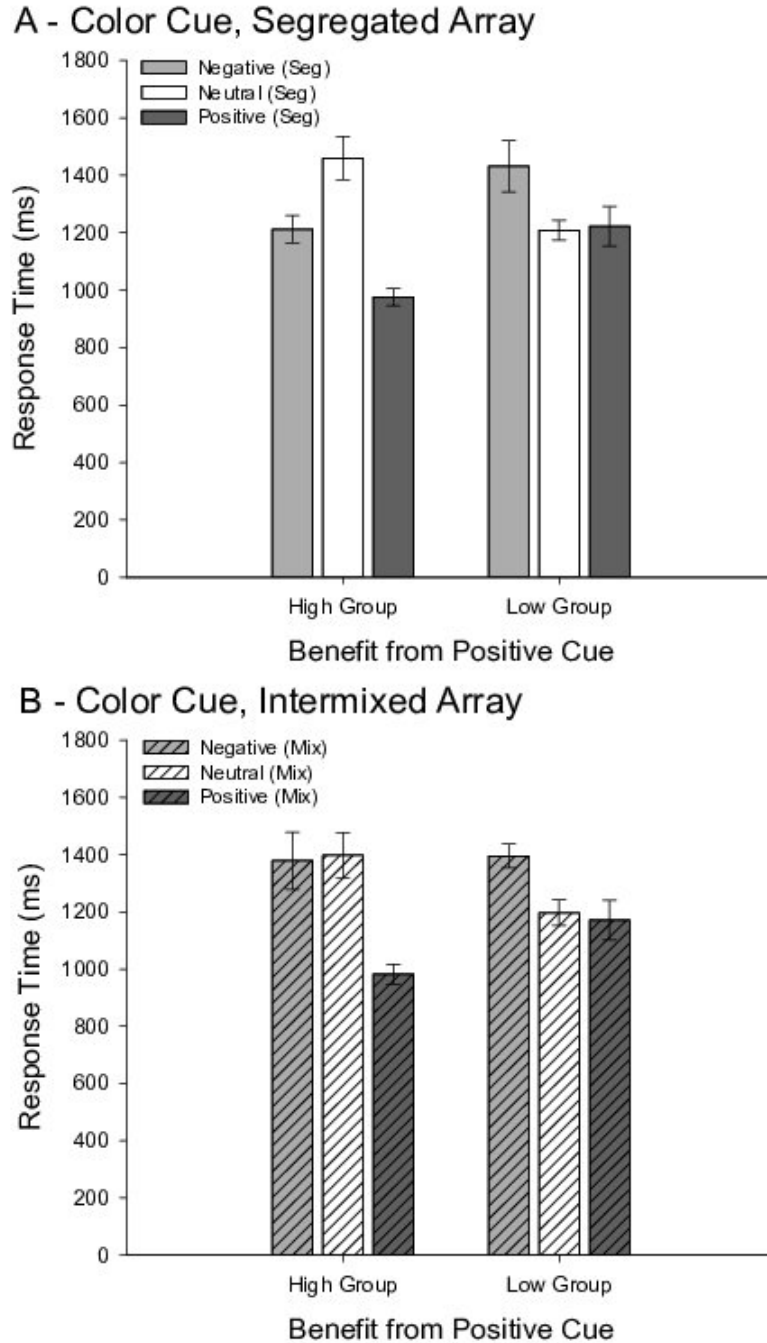 A - Color Cue, Segregated Array
1800
1600
1400
1200
1000
800
600
400
200
0
Response Time (ms)
Negative (Seg)
Neutral (Seg)
Positive (Seg)
High Group
Low Group
Benefit from Positive Cue
B - Color Cue, Intermixed Array
1800
1600
1400
1200
1000
800
600
400
200
0
Response Time (ms)
Negative (Mix)
Neutral (Mix)
Positive (Mix)
High Group
Low Group
Benefit from Positive Cue